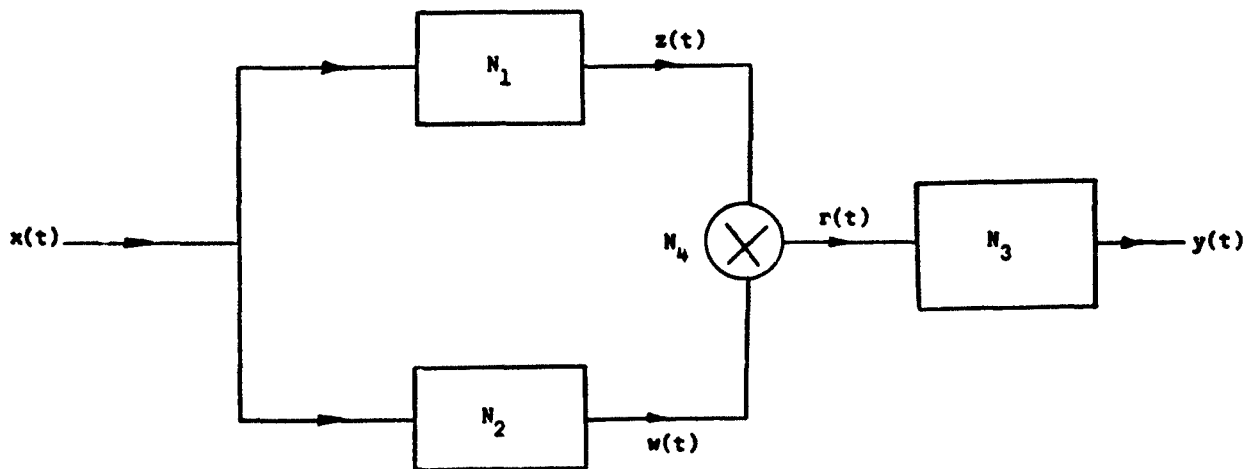 z(t)
N₁
x(t)
N₄
r(t)
N₃
y(t)
N₂
w(t)